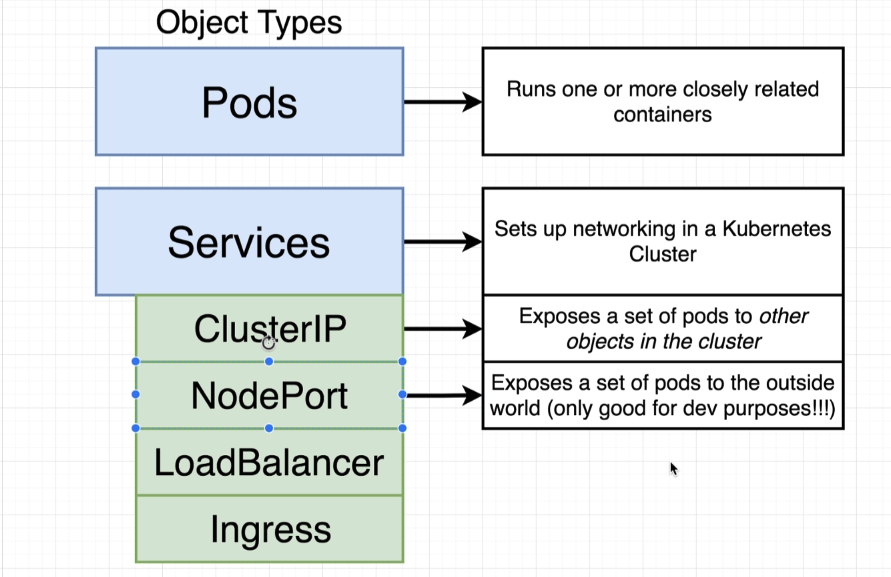 Object Types
Pods
Runs one or more closely related
containers
Services
Sets up networking in a Kubernetes
Cluster
ClusterIP
Exposes a set of pods to other
objects in the cluster
NodePort
Exposes a set of pods to the outside
world (only good for dev purposes!!!)
LoadBalancer
Ingress